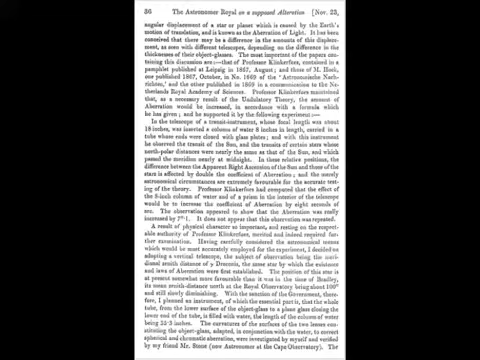 36 The Astronomer Royal on a supposed Alteration [Nov. 23,
angular displacement of a star or planet which is caused by the Earth's
motion of translation, and is known as the Aberration of Light. It has
been conceived that there may be a difference in the amounts of this displace-
ment, as seen with different telescopes, depending on the difference in the
thicknesses of their object-glasses. The most important of the papers con-
taining this discussion are:—that of Professor Klinkerfues, contained in a
pamphlet published at Leipzig in 1867, August; and those of M. Hoek,
one published 1867, October, in No. 1669 of the 'Astronomische Nach-
richten,' and the other published in 1869 in a communication to the Ne-
therlands Royal Academy of Sciences. Professor Klinkerfues maintained
that, as a necessary result of the Undulatory Theory, the amount of
Aberration would be increased, in accordance with a formula which
he has given; and he supported it by the following experiment:—
In the telescope of a transit-instrument, whose focal length was about
18 inches, was inserted a column of water 8 inches in length, carried in a
tube whose ends were closed with glass plates; and with this instrument
he observed the transit of the Sun, and the transits of certain stars whose
north-polar distances were nearly the same as that of the Sun, and which
passed the meridian nearly at midnight. In these relative positions, the
difference between the Apparent Right Ascension of the Sun and those of the
stars is affected by double the coefficient of Aberration; and the merely
astronomical circumstances are extremely favourable for the accurate test-
ing of the theory. Professor Klinkerfues had computed that the effect of
the 8-inch column of water and of a prism in the interior of the telescope
would be to increase the coefficient of Aberration by eight seconds of
arc. The observation appeared to show that the Aberration was really
increased by 7"·1. It does not appear that this observation was repeated.
A result of physical character so important, and resting on the respect-
able authority of Professor Klinkerfues, merited and indeed required fur-
ther examination. Having carefully considered the astronomical means
which would be most accurately employed for the experiment, I decided on
adopting a vertical telescope, the subject of observation being the meri-
dional zenith distance of γ Draconis, the same star by which the existence
and laws of Aberration were first established. The position of this star is
at present somewhat more favourable than it was in the time of Bradley,
its mean zenith-distance north at the Royal Observatory being about 100"
and still slowly diminishing. With the sanction of the Government, there-
fore, I planned an instrument, of which the essential part is, that the whole
tube, from the lower surface of the object-glass to a plane glass closing the
lower end of the tube, is filled with water, the length of the column of water
being 35·3 inches. The curvatures of the surfaces of the two lenses con-
stituting the object-glass, adapted, in conjunction with the water, to correct
spherical and chromatic aberration, were investigated by myself and verified
by my friend Mr. Stone (now Astronomer at the Cape Observatory). The